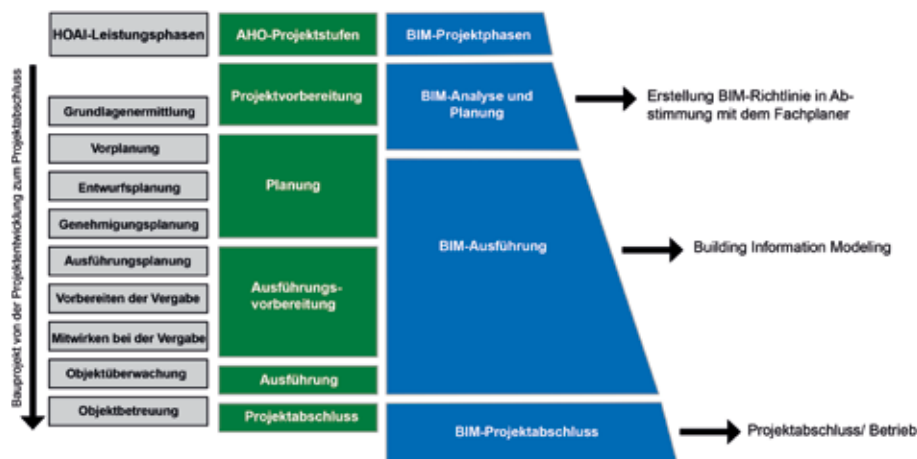 HOAI-Leistungsphasen
AHO-Projektstufen
BIM-Projektphasen
Bauprojekt von der Projektentwicklung zum Projektabschluss
Grundlagenermittlung
Vorplanung
Entwurfsplanung
Genehmigungsplanung
Ausführungsplanung
Vorbereiten der Vergabe
Mitwirken bei der Vergabe
Objektüberwachung
Objektbetreuung
Projektvorbereitung
Planung
Ausführungs-
vorbereitung
Ausführung
Projektabschluss
BIM-Analyse und
Planung
BIM-Ausführung
BIM-Projektabschluss
Erstellung BIM-Richtlinie in Ab-
stimmung mit dem Fachplaner
Building Information Modeling
Projektabschluss/ Betrieb